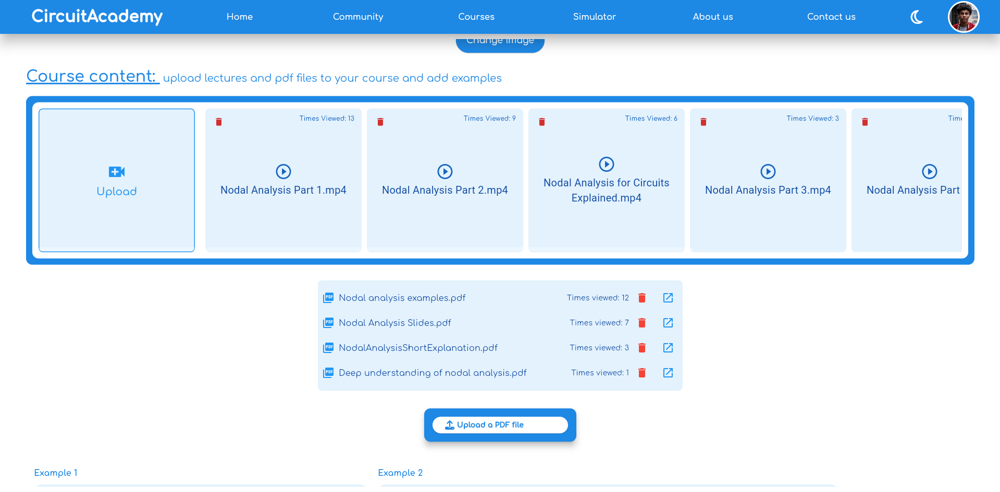 CircuitAcademy
Home
Community
Courses
Simulator
About us
Contact us
Change Image
Course content: upload lectures and pdf files to your course and add examples
Upload
Times Viewed: 13
Nodal Analysis Part 1.mp4
Times Viewed: 9
Nodal Analysis Part 2.mp4
Times Viewed: 6
Nodal Analysis for Circuits
Explained.mp4
Times Viewed: 3
Nodal Analysis Part 3.mp4
Nodal Analysis Part
PDF Nodal analysis examples.pdf Times viewed: 12
PDF Nodal Analysis Slides.pdf Times viewed: 7
PDF NodalAnalysisShortExplanation.pdf Times viewed: 3
PDF Deep understanding of nodal analysis.pdf Times viewed: 1
Upload a PDF file
Example 1
Example 2